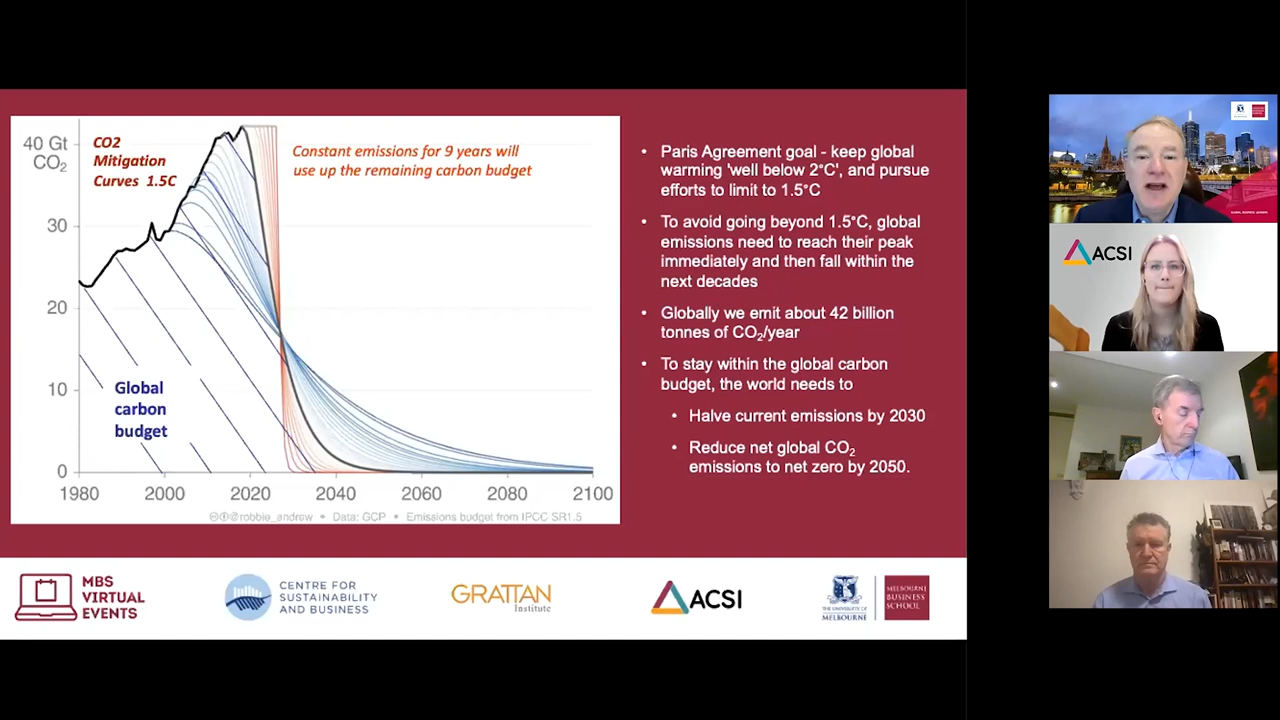 40 Gt
CO₂
30
20
10
0
1980
2000
2020
2040
2060
2080
2100
CO2
Mitigation
Curves 1.5C
Constant emissions for 9 years will
use up the remaining carbon budget
Global
carbon
budget
@robbie_andrew • Data: GCP • Emissions budget from IPCC SR1.5
• Paris Agreement goal - keep global
warming 'well below 2°C', and pursue
efforts to limit to 1.5°C
• To avoid going beyond 1.5°C, global
emissions need to reach their peak
immediately and then fall within the
next decades
• Globally we emit about 42 billion
tonnes of CO₂/year
• To stay within the global carbon
budget, the world needs to
• Halve current emissions by 2030
• Reduce net global CO₂
emissions to net zero by 2050.
MBS
VIRTUAL
EVENTS
CENTRE FOR
SUSTAINABILITY
AND BUSINESS
GRATTAN
Institute
ACSI
THE UNIVERSITY OF
MELBOURNE
MELBOURNE
BUSINESS
SCHOOL
ACSI